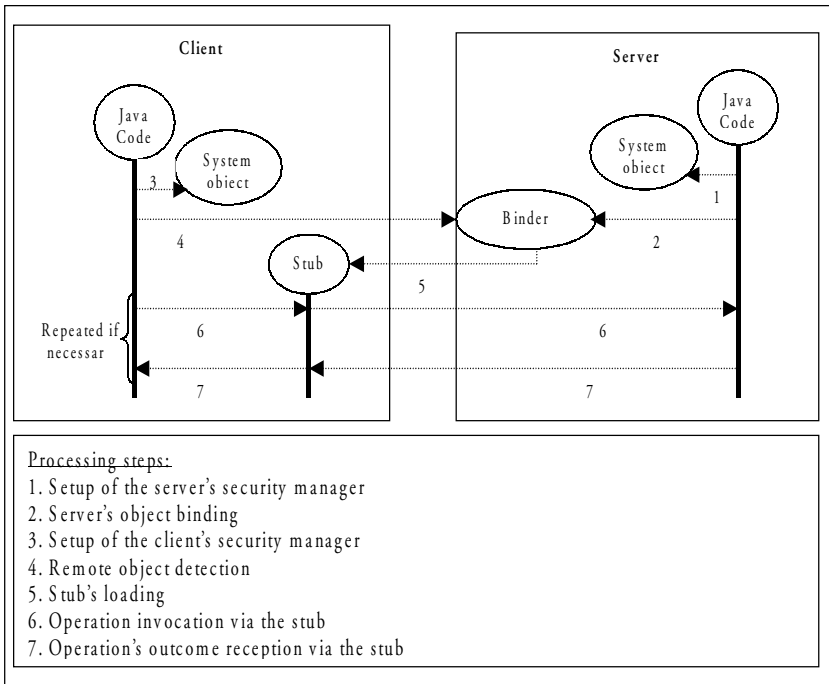 Client
Server
Java
Code
Java
Code
System
object
System
object
3
1
4
Binder
2
Stub
5
Repeated if
necessar
6
6
7
7
Processing steps:
1. Setup of the server's security manager
2. Server's object binding
3. Setup of the client's security manager
4. Remote object detection
5. Stub's loading
6. Operation invocation via the stub
7. Operation's outcome reception via the stub